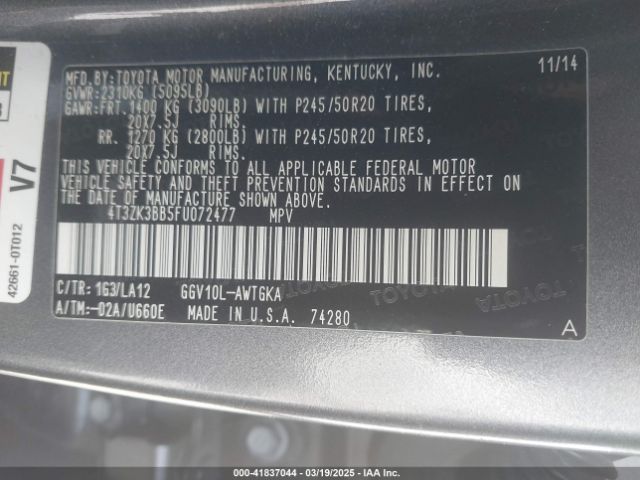 MFD.BY:TOYOTA MOTOR MANUFACTURING, KENTUCKY, INC. 11/14
GVWR:2310KG (5095LB)
GAWR:FRT.1400 KG (3090LB) WITH P245/50R20 TIRES,
20X7.5J RIMS.
RR. 1270 KG (2800LB) WITH P245/50R20 TIRES,
20X7.5J RIMS.
THIS VEHICLE CONFORMS TO ALL APPLICABLE FEDERAL MOTOR
VEHICLE SAFETY AND THEFT PREVENTION STANDARDS IN EFFECT
ON THE DATE OF MANUFACTURE SHOWN ABOVE.
4T3ZK3BB5FU072477 MPV
C/TR: 1G3/LA12 GGV10L-AWTGKA
A/TM:-02A/U660E MADE IN U.S.A. 74280 A
V7
42661-0T012
000-41837044 / 03/19/2025 / IAA Inc.